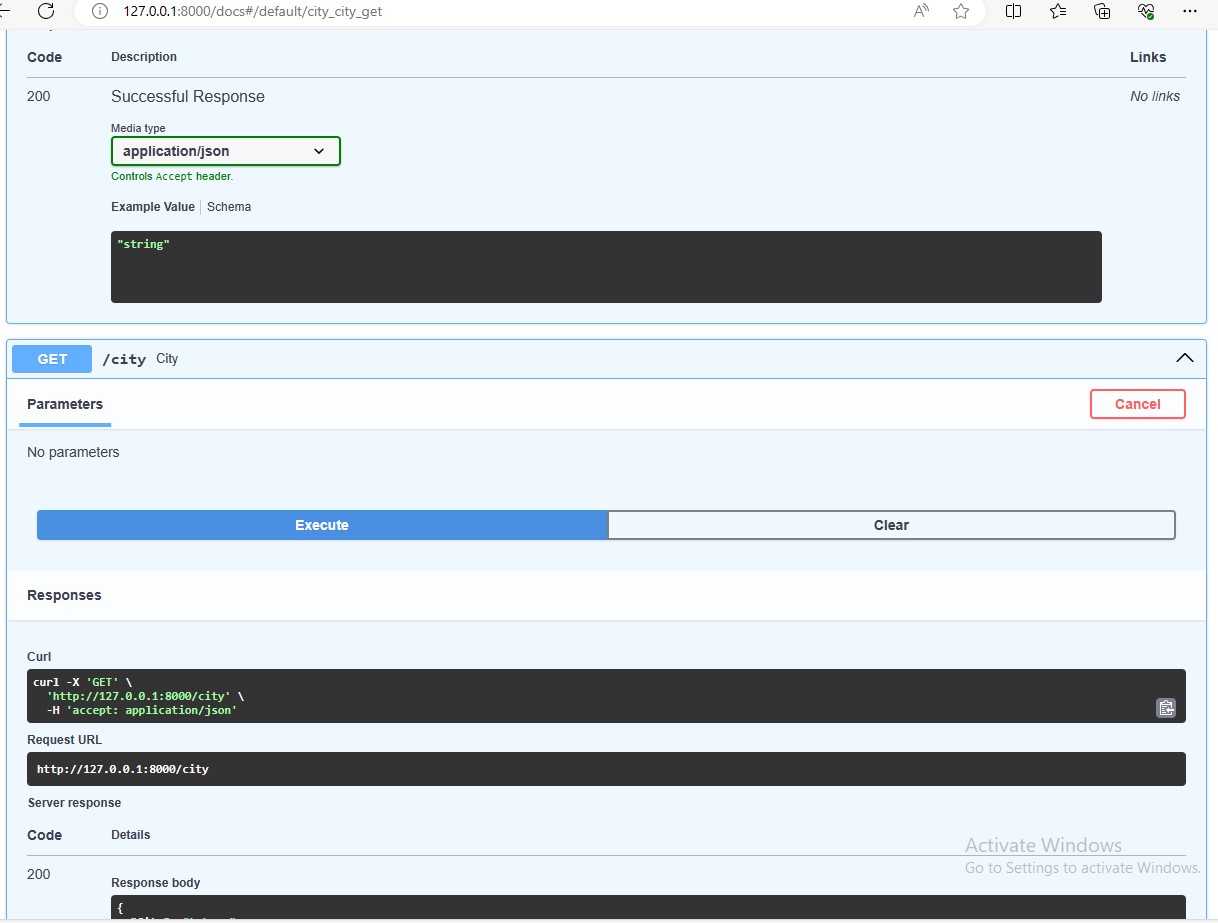 127.0.0.1:8000/docs#/default/city_city_get
Code Description Links
200 Successful Response No links
Media type
application/json
Controls Accept header.
Example Value Schema
"string"
GET /city City
Parameters Cancel
No parameters
Execute Clear
Responses
Curl
curl -X 'GET' \
'http://127.0.0.1:8000/city' \
-H 'accept: application/json'
Request URL
http://127.0.0.1:8000/city
Server response
Code Details
Activate Windows
Go to Settings to activate Windows.
200
Response body
{